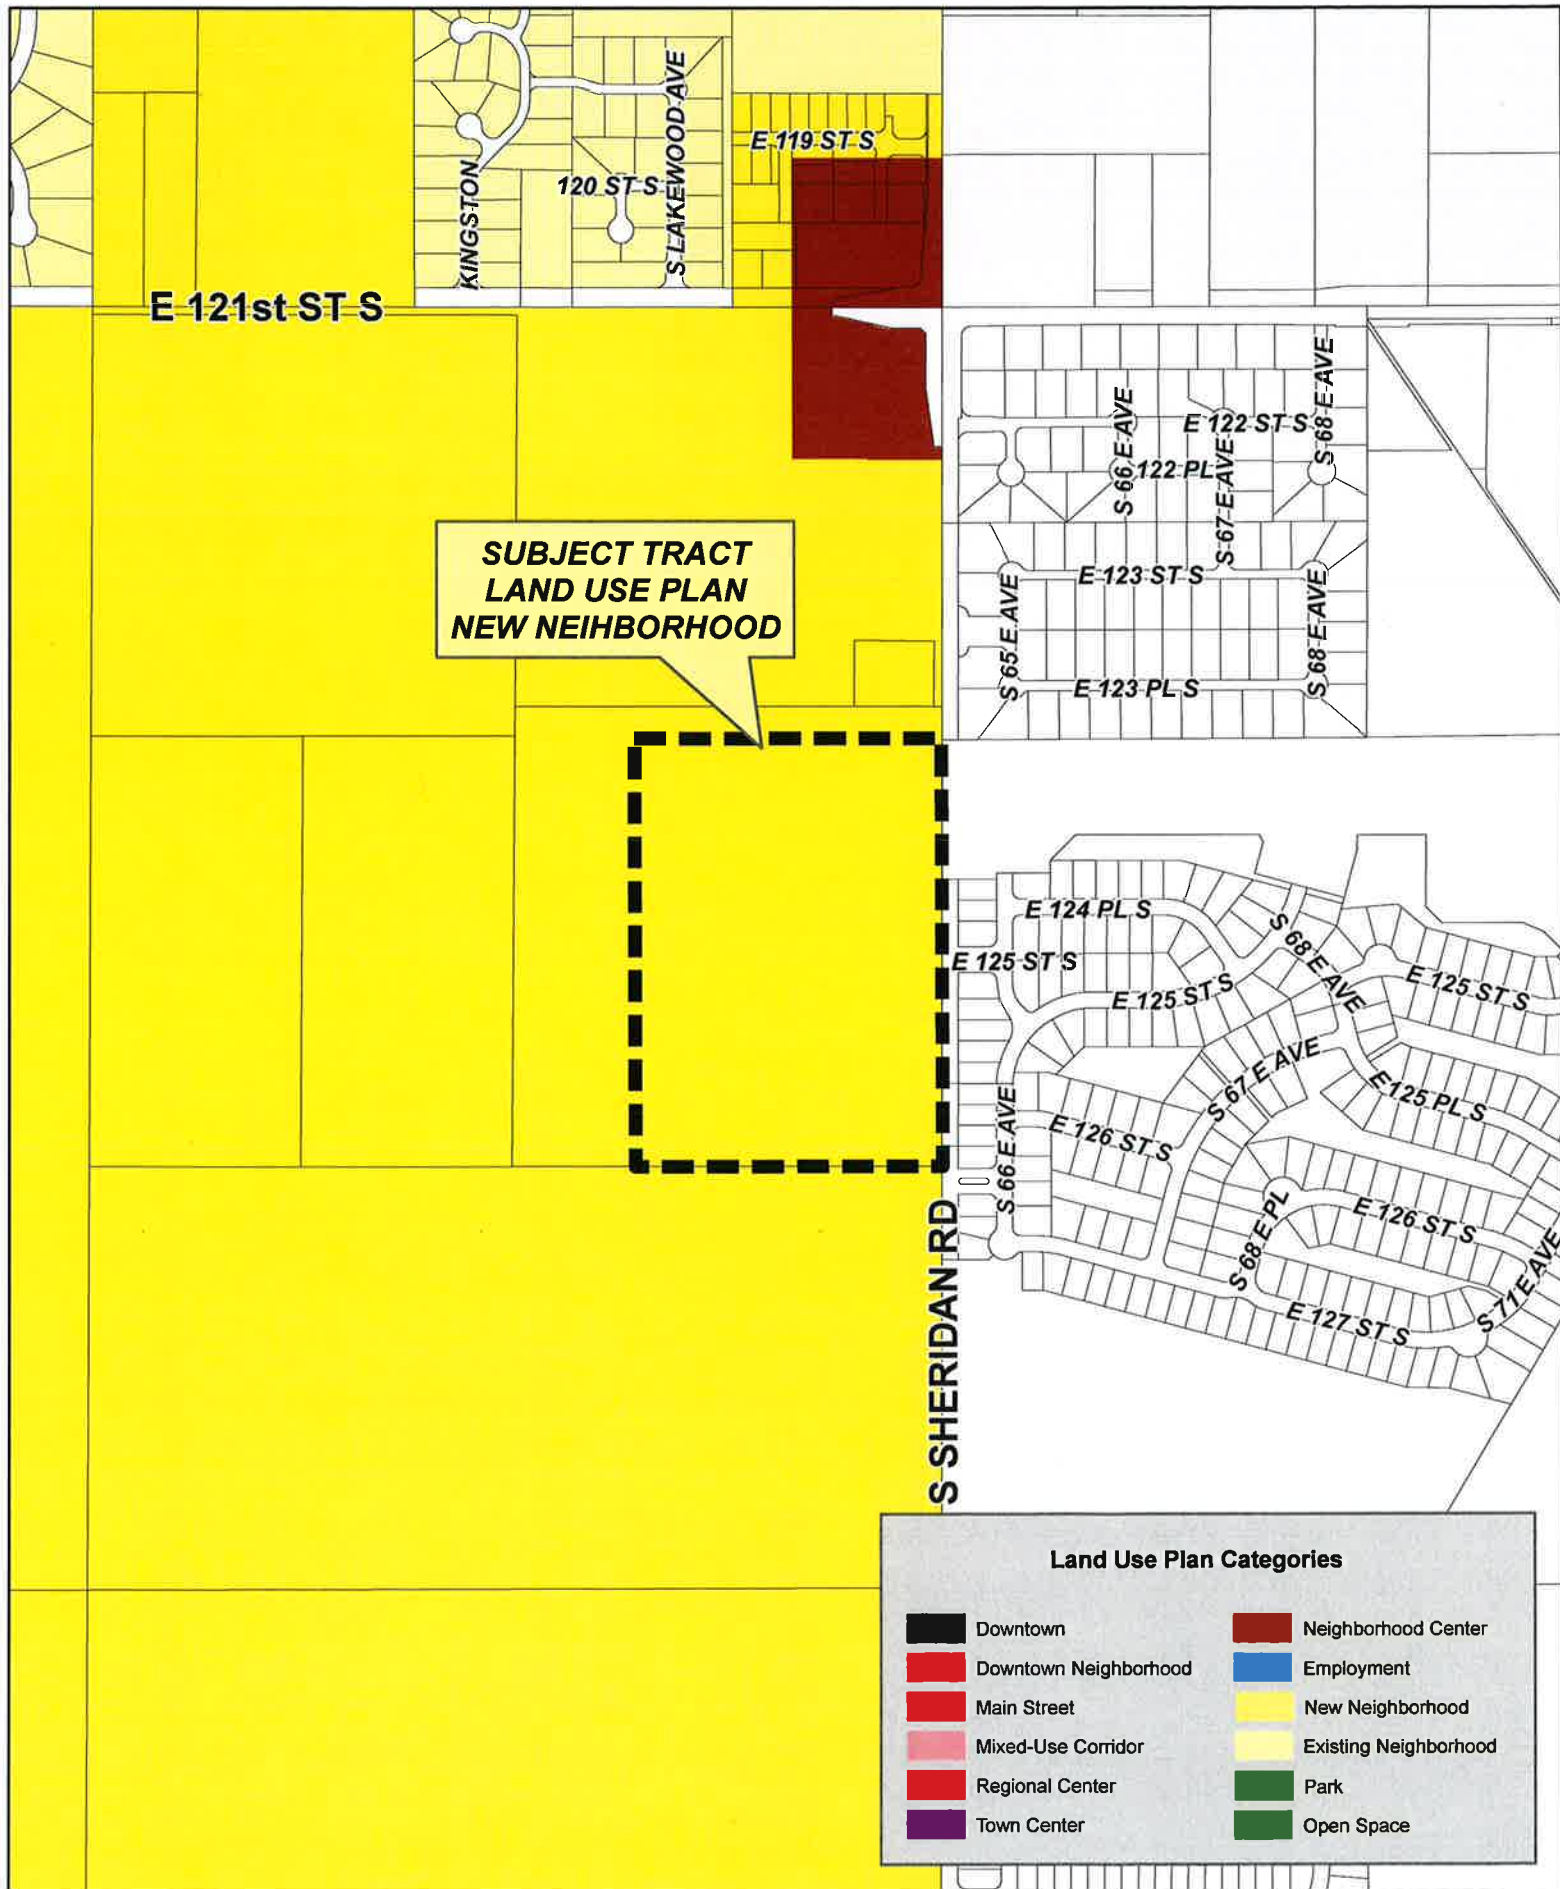 E 119 ST S
120 ST S
KINGSTON
S LAKEWOOD AVE
E 121st ST S
S 68 E AVE
S 66 E AVE
E 122 ST S
122 PL
S 67 E AVE
SUBJECT TRACT
LAND USE PLAN
NEW NEIHBORHOOD
E 123 ST S
S 65 E AVE
S 68 E AVE
E 123 PL S
E 124 PL S
S 68 E AVE
E 125 ST S
E 125 ST S
E 125 ST S
S 67 E AVE
E 125 PL S
S 66 E AVE
E 126 ST S
S 68 E PL
E 126 ST S
S 71 E AVE
E 127 ST S
S SHERIDAN RD
Land Use Plan Categories
Downtown
Downtown Neighborhood
Main Street
Mixed-Use Corridor
Regional Center
Town Center
Neighborhood Center
Employment
New Neighborhood
Existing Neighborhood
Park
Open Space